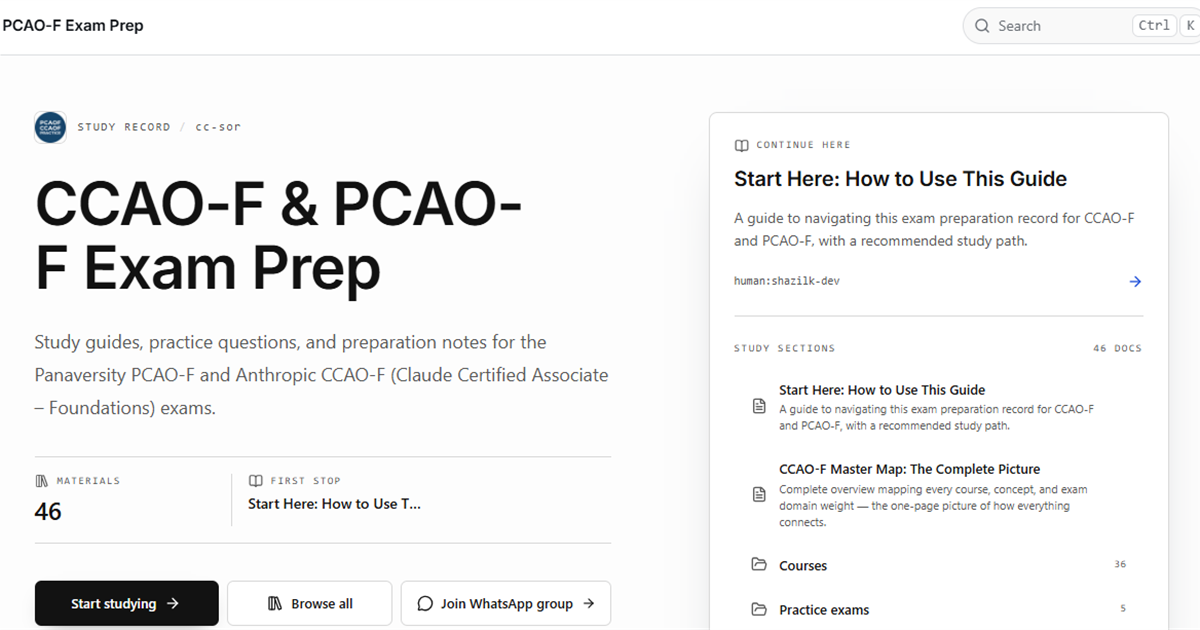 PCAO-F Exam Prep
Search
Ctrl
K
PCAOF
CCAOF
PRACTICE
STUDY RECORD / cc-sor
CCAO-F & PCAO-
F Exam Prep
Study guides, practice questions, and preparation notes for the
Panaversity PCAO-F and Anthropic CCAO-F (Claude Certified Associate
– Foundations) exams.
MATERIALS
46
FIRST STOP
Start Here: How to Use T...
Start studying
Browse all
Join WhatsApp group
CONTINUE HERE
Start Here: How to Use This Guide
A guide to navigating this exam preparation record for CCAO-F
and PCAO-F, with a recommended study path.
human:shazilk-dev
STUDY SECTIONS
46 DOCS
Start Here: How to Use This Guide
A guide to navigating this exam preparation record for CCAO-F
and PCAO-F, with a recommended study path.
CCAO-F Master Map: The Complete Picture
Complete overview mapping every course, concept, and exam
domain weight — the one-page picture of how everything
connects.
Courses
36
Practice exams
5